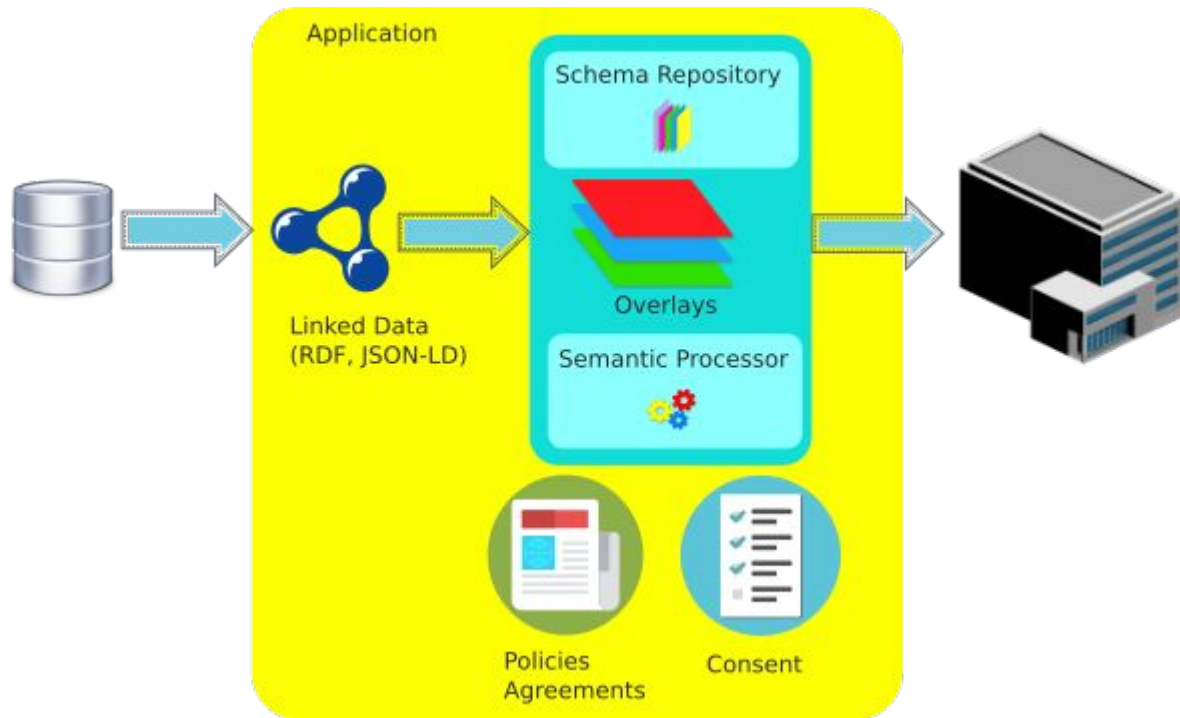 Application
Schema Repository
Linked Data
(RDF, JSON-LD)
Overlays
Semantic Processor
Policies
Agreements
Consent